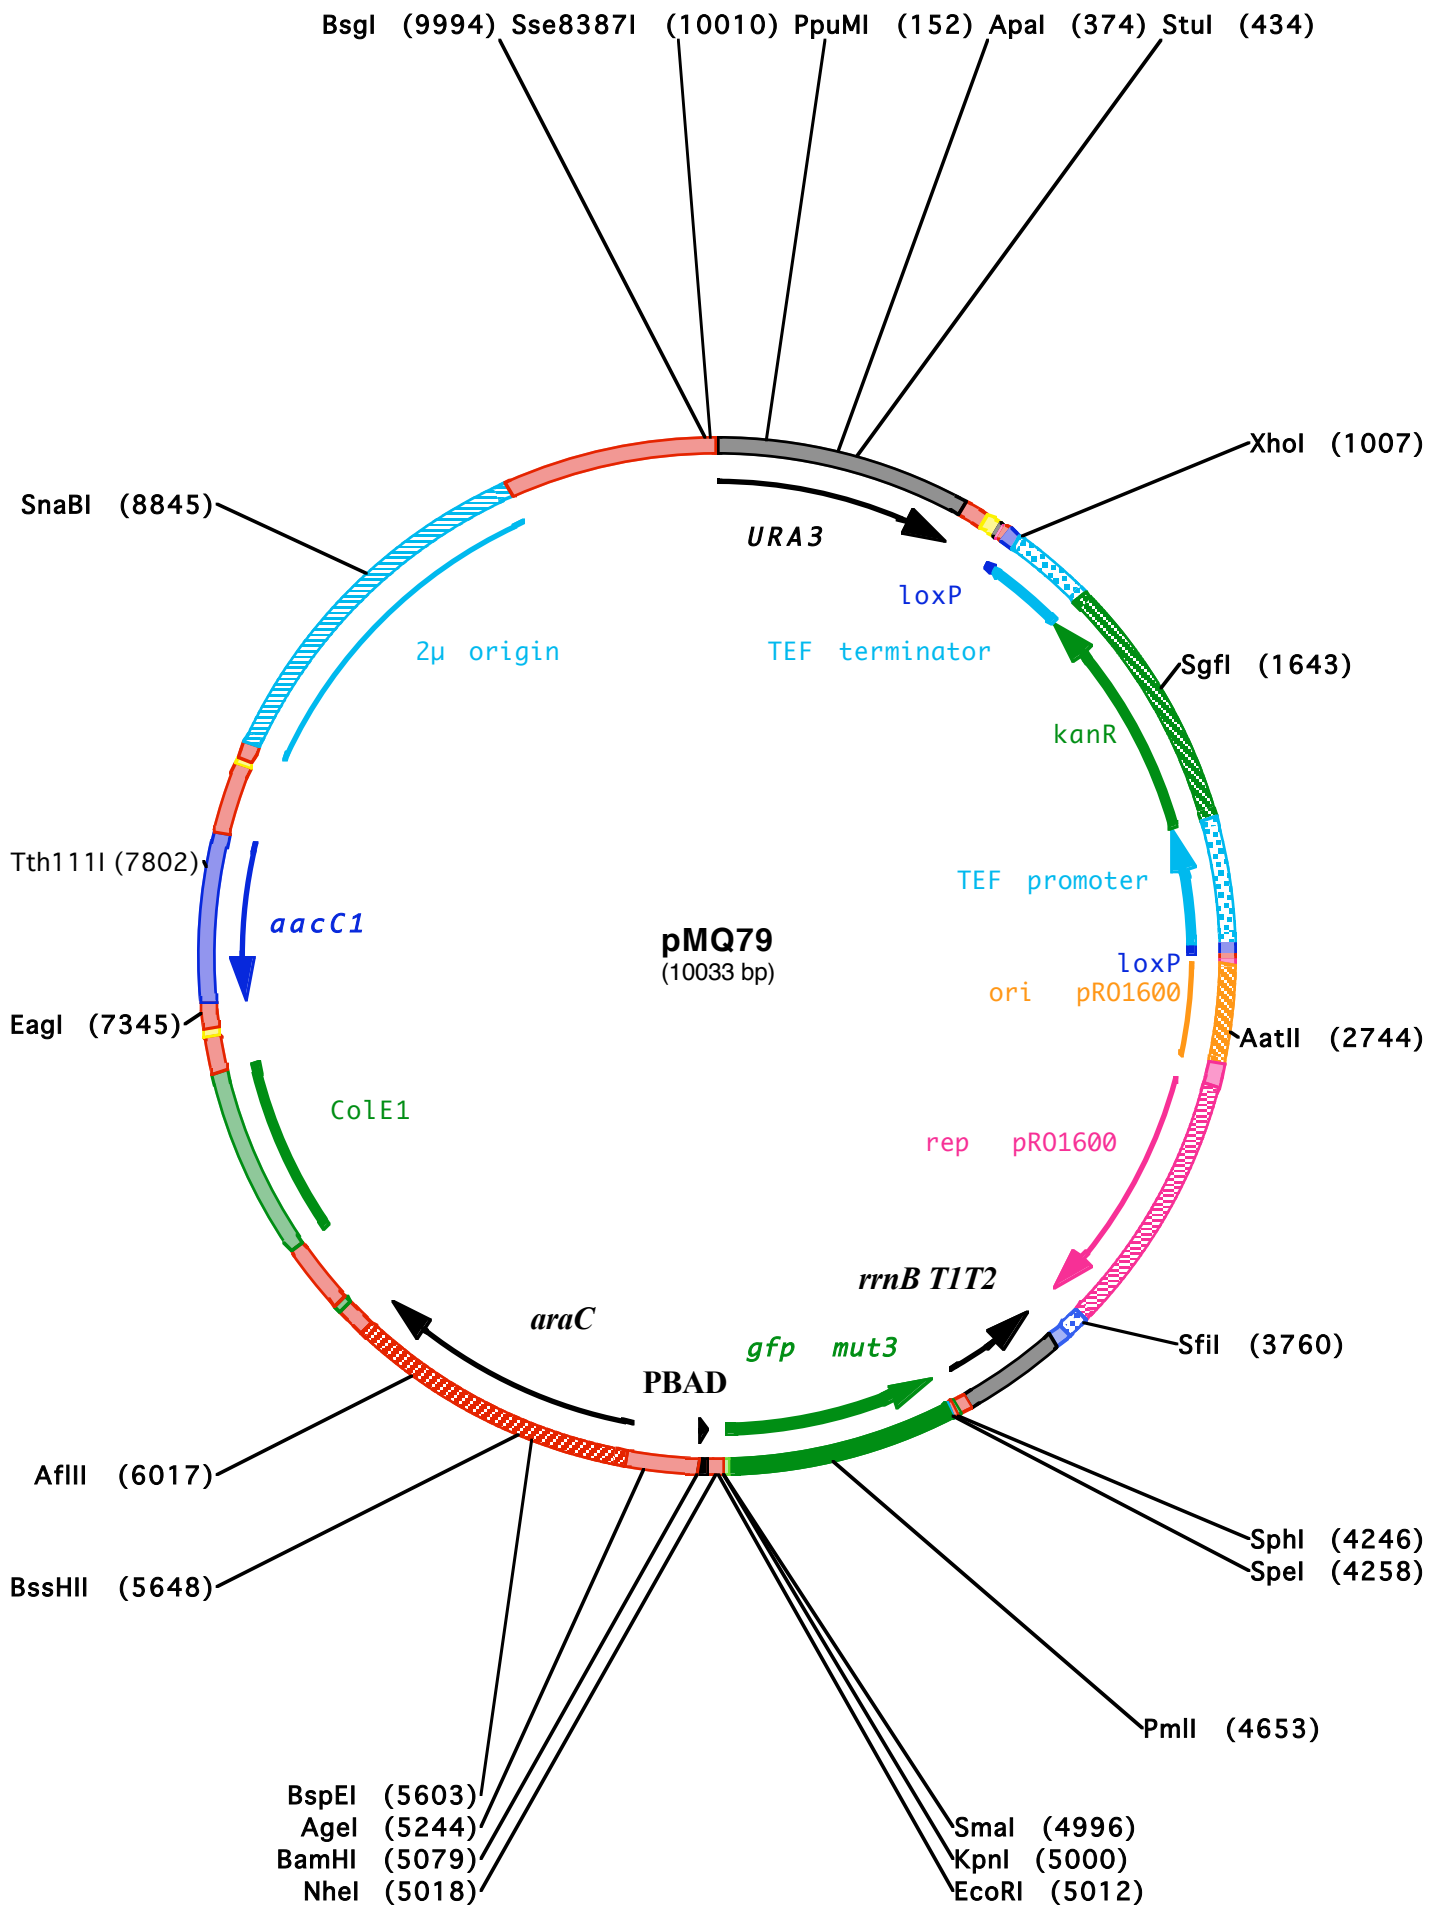 BsgI (9994) Sse8387I (10010) PpuMI (152) ApaI (374) StuI (434)
XhoI (1007)
SnaBI (8845)
URA3
loxP
2µ origin
TEF terminator
SgfI (1643)
kanR
Tth111I (7802)
TEF promoter
aacC1
pMQ79
(10033 bp)
loxP
ori pRO1600
EagI (7345)
AatII (2744)
ColE1
rep pRO1600
rrnB T1T2
araC
gfp mut3
SfiI (3760)
PBAD
AflII (6017)
SphI (4246)
SpeI (4258)
BssHII (5648)
PmlI (4653)
BspEI (5603)
AgeI (5244)
BamHI (5079)
NheI (5018)
SmaI (4996)
KpnI (5000)
EcoRI (5012)